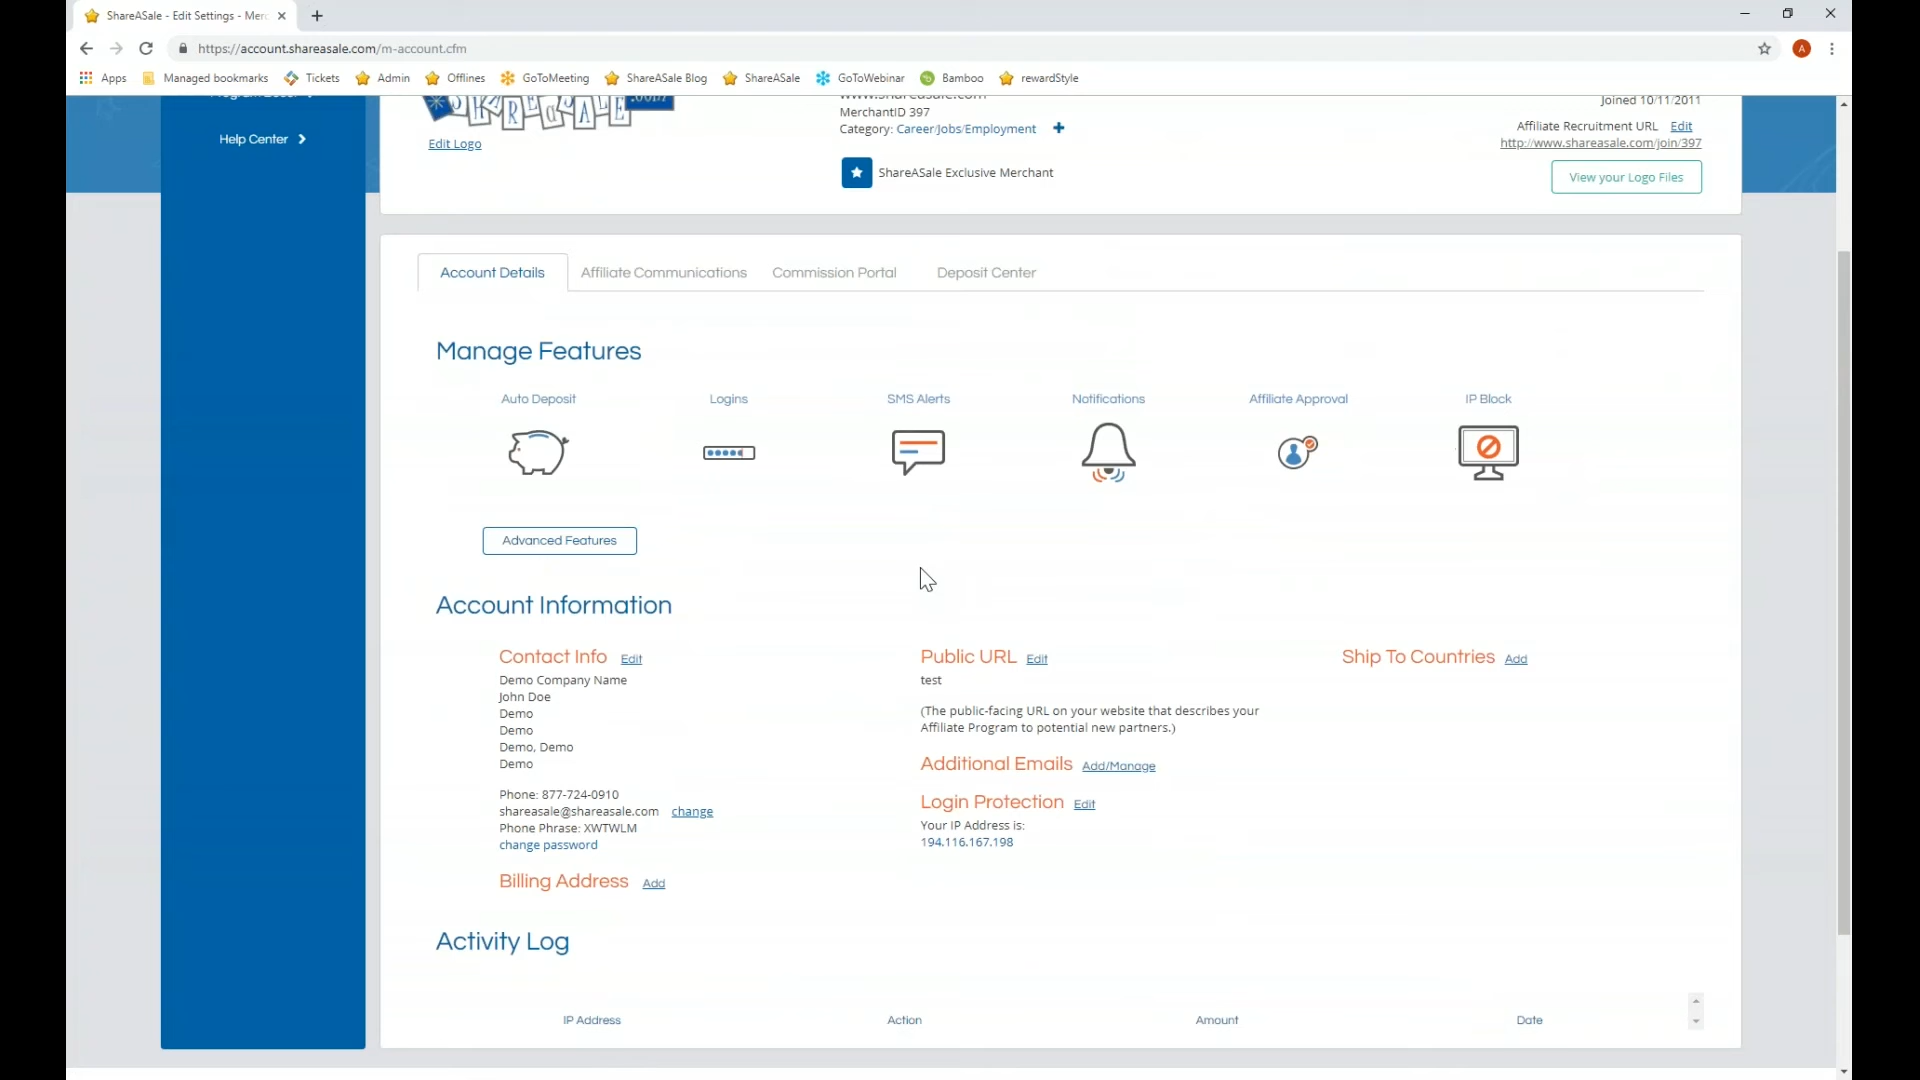 ShareASale - Edit Settings - Merc
https://account.shareasale.com/m-account.cfm
A
Apps
Managed bookmarks
Tickets
Admin
Offlines
GoToMeeting
ShareASale Blog
ShareASale
GoToWebinar
Bamboo
rewardStyle
Help Center
SHAREASALE
.com
Edit Logo
www.shareasale.com
MerchantID 397
Category: Career/Jobs/Employment
ShareASale Exclusive Merchant
Joined 10/11/2011
Affiliate Recruitment URL Edit
http://www.shareasale.com/join/397
View your Logo Files
Account Details
Affiliate Communications
Commission Portal
Deposit Center
Manage Features
Auto Deposit
Logins
SMS Alerts
Notifications
Affiliate Approval
IP Block
Advanced Features
Account Information
Contact Info Edit
Demo Company Name
John Doe
Demo
Demo
Demo, Demo
Demo
Phone: 877-724-0910
shareasale@shareasale.com change
Phone Phrase: XWTWLM
change password
Billing Address Add
Public URL Edit
test
(The public-facing URL on your website that describes your
Affiliate Program to potential new partners.)
Additional Emails Add/Manage
Login Protection Edit
Your IP Address is:
194.116.167.198
Ship To Countries Add
Activity Log
IP Address
Action
Amount
Date